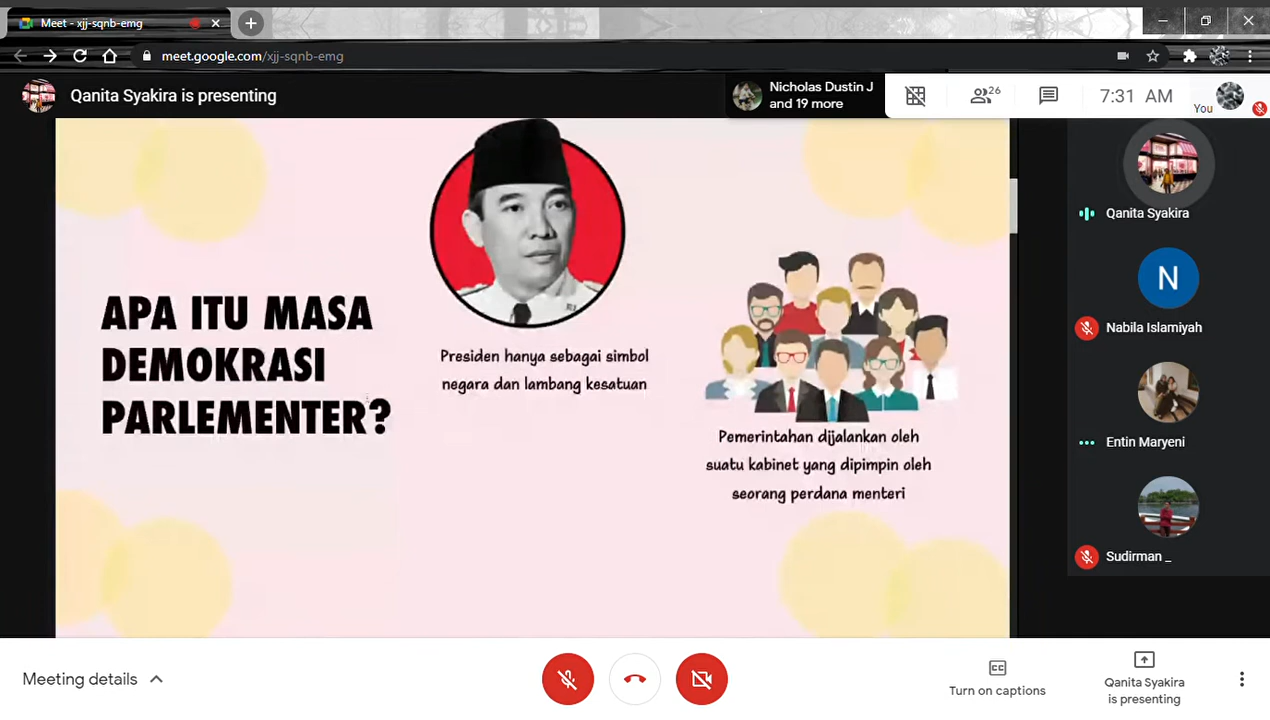 Meet - xjj-sqnb-emg
meet.google.com/xjj-sqnb-emg
Qanita Syakira is presenting
Nicholas Dustin J
and 19 more
26
7:31 AM
You
APA ITU MASA
DEMOKRASI
PARLEMENTER?
Presiden hanya sebagai simbol
negara dan lambang kesatuan
Pemerintahan dijalankan oleh
suatu kabinet yang dipimpin oleh
seorang perdana menteri
Qanita Syakira
N
Nabila Islamiyah
Entin Maryeni
Sudirman _
Meeting details
CC
Turn on captions
Qanita Syakira
is presenting